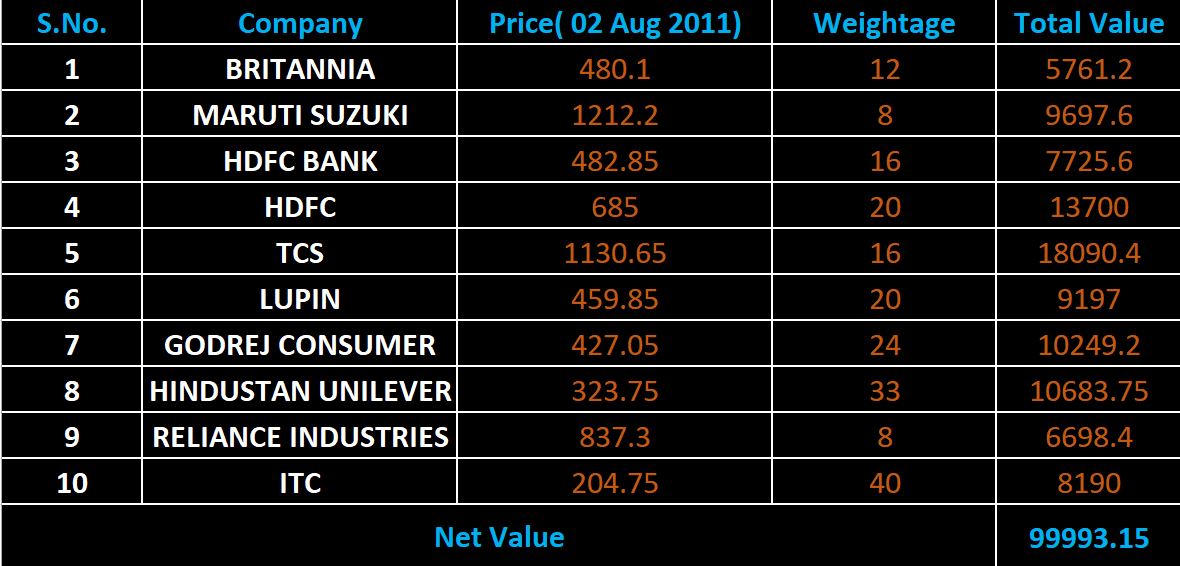 S.No. Company Price( 02 Aug 2011) Weightage Total Value
1 BRITANNIA 480.1 12 5761.2
2 MARUTI SUZUKI 1212.2 8 9697.6
3 HDFC BANK 482.85 16 7725.6
4 HDFC 685 20 13700
5 TCS 1130.65 16 18090.4
6 LUPIN 459.85 20 9197
7 GODREJ CONSUMER 427.05 24 10249.2
8 HINDUSTAN UNILEVER 323.75 33 10683.75
9 RELIANCE INDUSTRIES 837.3 8 6698.4
10 ITC 204.75 40 8190
Net Value 99993.15